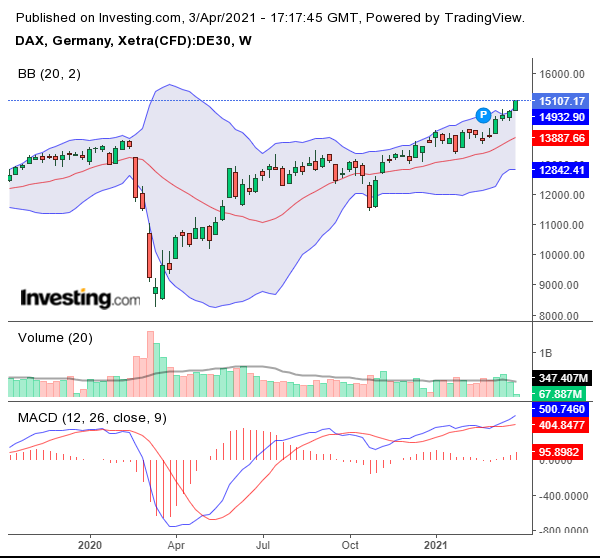 Published on Investing.com, 3/Apr/2021 - 17:17:45 GMT, Powered by TradingView.
DAX, Germany, Xetra(CFD):DE30, W
BB (20, 2)
16000.00
15107.17
P
14932.90
13887.66
12842.41
12000.00
11000.00
10000.00
9000.00
8000.00
Investing.com
Volume (20)
1B
347.407M
67.887M
MACD (12, 26, close, 9)
500.7460
404.8477
95.8982
0.0000
-400.0000
-800.0000
2020
Apr
Jul
Oct
2021